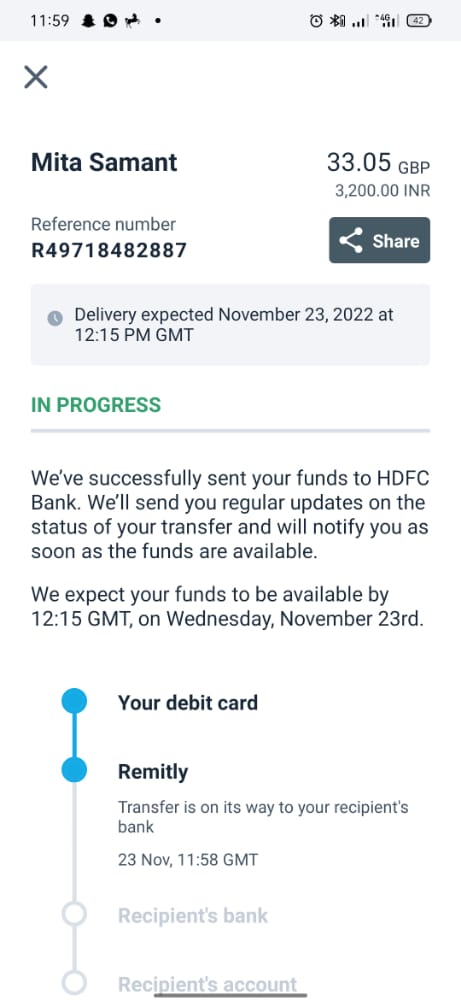 11:59
4G
42
Mita Samant
33.05 GBP
3,200.00 INR
Reference number
R49718482887
Share
Delivery expected November 23, 2022 at
12:15 PM GMT
IN PROGRESS
We've successfully sent your funds to HDFC
Bank. We'll send you regular updates on the
status of your transfer and will notify you as
soon as the funds are available.
We expect your funds to be available by
12:15 GMT, on Wednesday, November 23rd.
Your debit card
Remitly
Transfer is on its way to your recipient's
bank
23 Nov, 11:58 GMT
Recipient's bank
Recipient's account